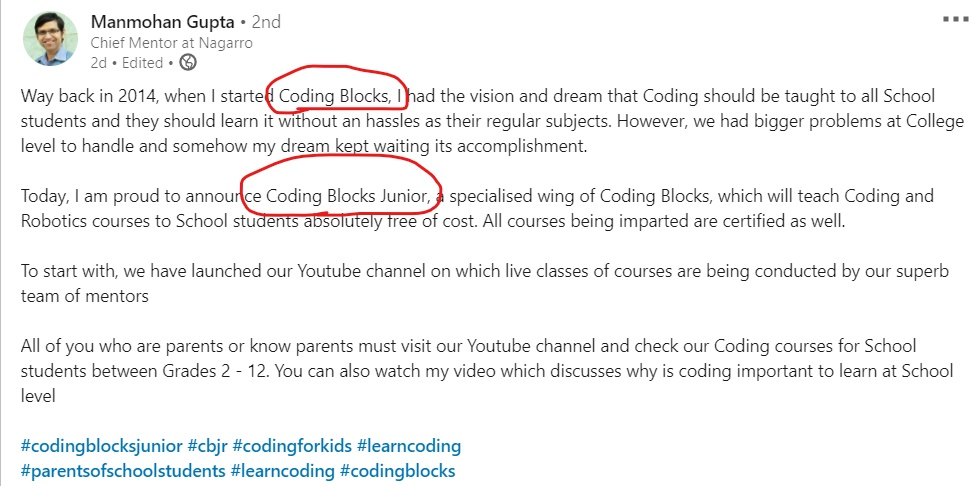 Manmohan Gupta • 2nd
Chief Mentor at Nagarro
2d • Edited •
Way back in 2014, when I started Coding Blocks, I had the vision and dream that Coding should be taught to all School
students and they should learn it without an hassles as their regular subjects. However, we had bigger problems at College
level to handle and somehow my dream kept waiting its accomplishment.
Today, I am proud to announce Coding Blocks Junior, a specialised wing of Coding Blocks, which will teach Coding and
Robotics courses to School students absolutely free of cost. All courses being imparted are certified as well.
To start with, we have launched our Youtube channel on which live classes of courses are being conducted by our superb
team of mentors
All of you who are parents or know parents must visit our Youtube channel and check our Coding courses for School
students between Grades 2 - 12. You can also watch my video which discusses why is coding important to learn at School
level
#codingblocksjunior #cbjr #codingforkids #learncoding
#parentsofschoolstudents #learncoding #codingblocks